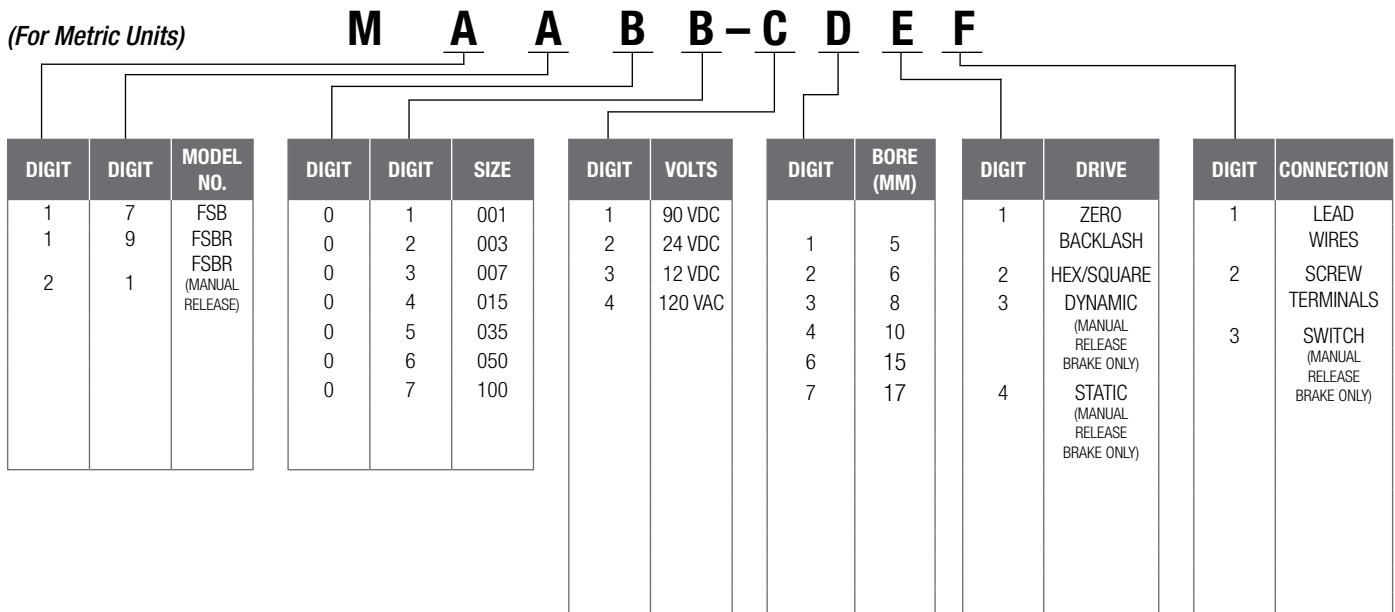 (For Metric Units)
M A A B B – C D E F
DIGIT DIGIT MODEL NO.
1 7 FSB
1 9 FSBR
2 1 FSBR (MANUAL RELEASE)
DIGIT DIGIT SIZE
0 1 001
0 2 003
0 3 007
0 4 015
0 5 035
0 6 050
0 7 100
DIGIT VOLTS
1 90 VDC
2 24 VDC
3 12 VDC
4 120 VAC
DIGIT BORE (MM)
1 5
2 6
3 8
4 10
6 15
7 17
DIGIT DRIVE
1 ZERO
BACKLASH
2 HEX/SQUARE
3 DYNAMIC
(MANUAL
RELEASE
BRAKE ONLY)
4 STATIC
(MANUAL
RELEASE
BRAKE ONLY)
DIGIT CONNECTION
1 LEAD
WIRES
2 SCREW
TERMINALS
3 SWITCH
(MANUAL
RELEASE
BRAKE ONLY)